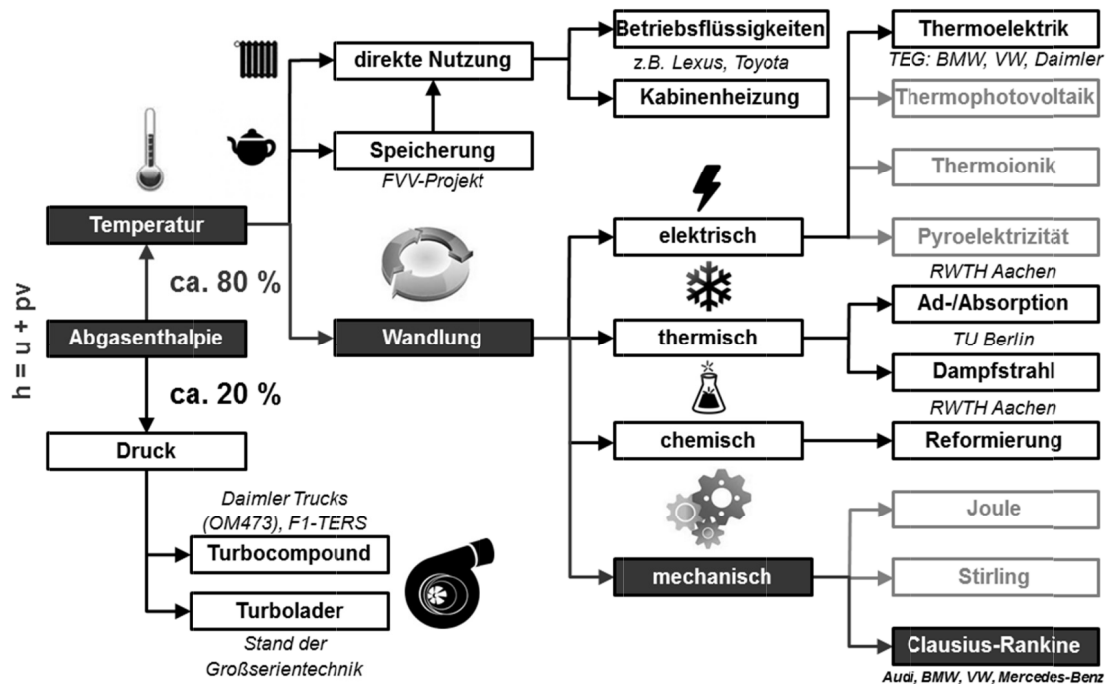 Betriebsflüssigkeiten
z.B. Lexus, Toyota
Thermoelektrik
TEG: BMW, VW, Daimler
direkte Nutzung
Kabinenheizung
Thermophotovoltaik
Speicherung
FVV-Projekt
Thermoionik
Temperatur
elektrisch
Pyroelektrizität
RWTH Aachen
ca. 80 %
Ad-/Absorption
h = u + pv
Abgasenthalpie
Wandlung
thermisch
TU Berlin
Dampfstrahl
ca. 20 %
RWTH Aachen
Druck
chemisch
Reformierung
Daimler Trucks
(OM473), F1-TERS
Turbocompound
Joule
mechanisch
Stirling
Turbolader
Stand der
Großserientechnik
Clausius-Rankine
Audi, BMW, VW, Mercedes-Benz